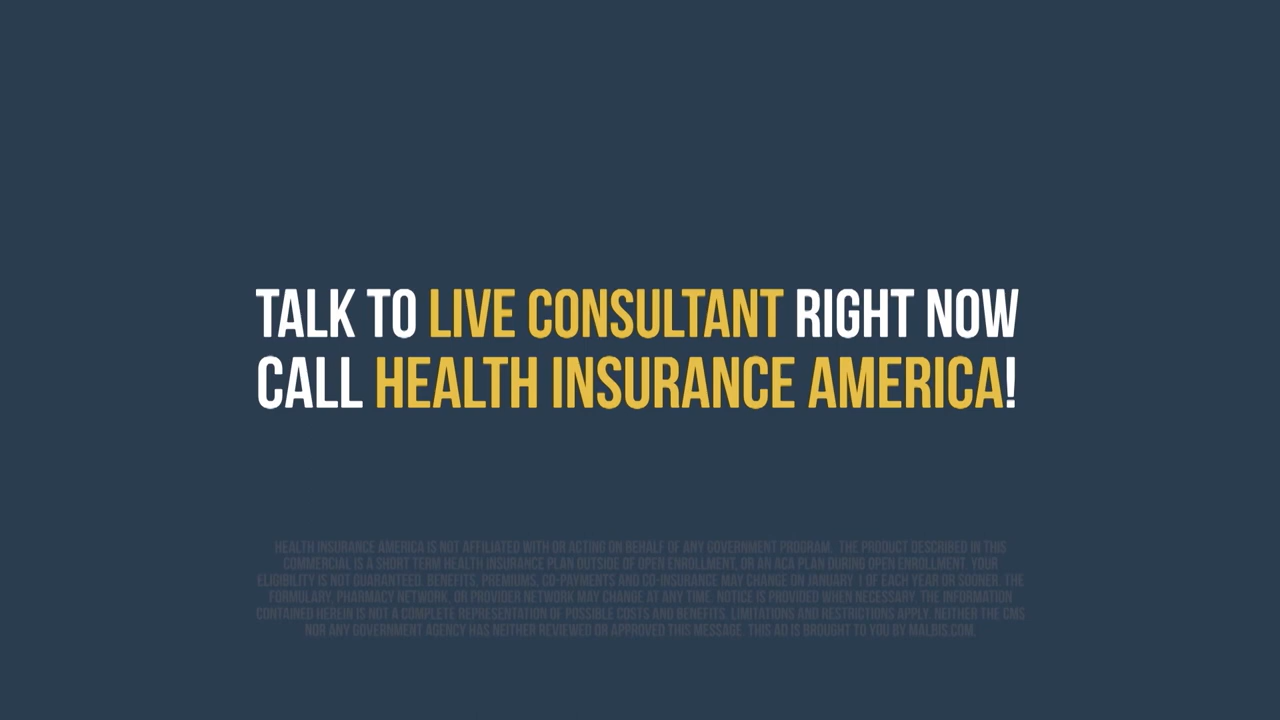 TALK TO LIVE CONSULTANT RIGHT NOW
CALL HEALTH INSURANCE AMERICA!
HEALTH INSURANCE AMERICA IS NOT AFFILIATED WITH OR ACTING ON BEHALF OF ANY GOVERNMENT PROGRAM. THE PRODUCT DESCRIBED IN THIS
COMMERCIAL IS A SHORT TERM HEALTH INSURANCE PLAN OUTSIDE OF OPEN ENROLLMENT, OR AN ACA PLAN DURING OPEN ENROLLMENT. YOUR
ELIGIBILITY IS NOT GUARANTEED. BENEFITS, PREMIUMS, CO-PAYMENTS AND CO-INSURANCE MAY CHANGE ON JANUARY 1 OF EACH YEAR OR SOONER. THE
FORMULARY, PHARMACY NETWORK, OR PROVIDER NETWORK MAY CHANGE AT ANY TIME. NOTICE IS PROVIDED WHEN NECESSARY. THE INFORMATION
CONTAINED HEREIN IS NOT A COMPLETE REPRESENTATION OF POSSIBLE COSTS AND BENEFITS. LIMITATIONS AND RESTRICTIONS APPLY. NEITHER THE CMS
NOR ANY GOVERNMENT AGENCY HAS NEITHER REVIEWED OR APPROVED THIS MESSAGE. THIS AD IS BROUGHT TO YOU BY MALBIS.COM.